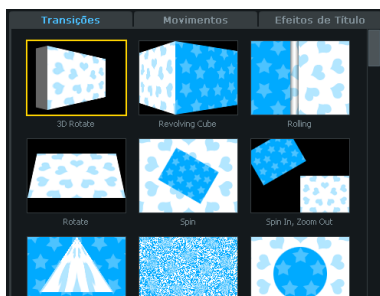 Transições Movimentos Efeitos de Título
3D Rotate Revolving Cube Rolling
Rotate Spin Spin In, Zoom Out